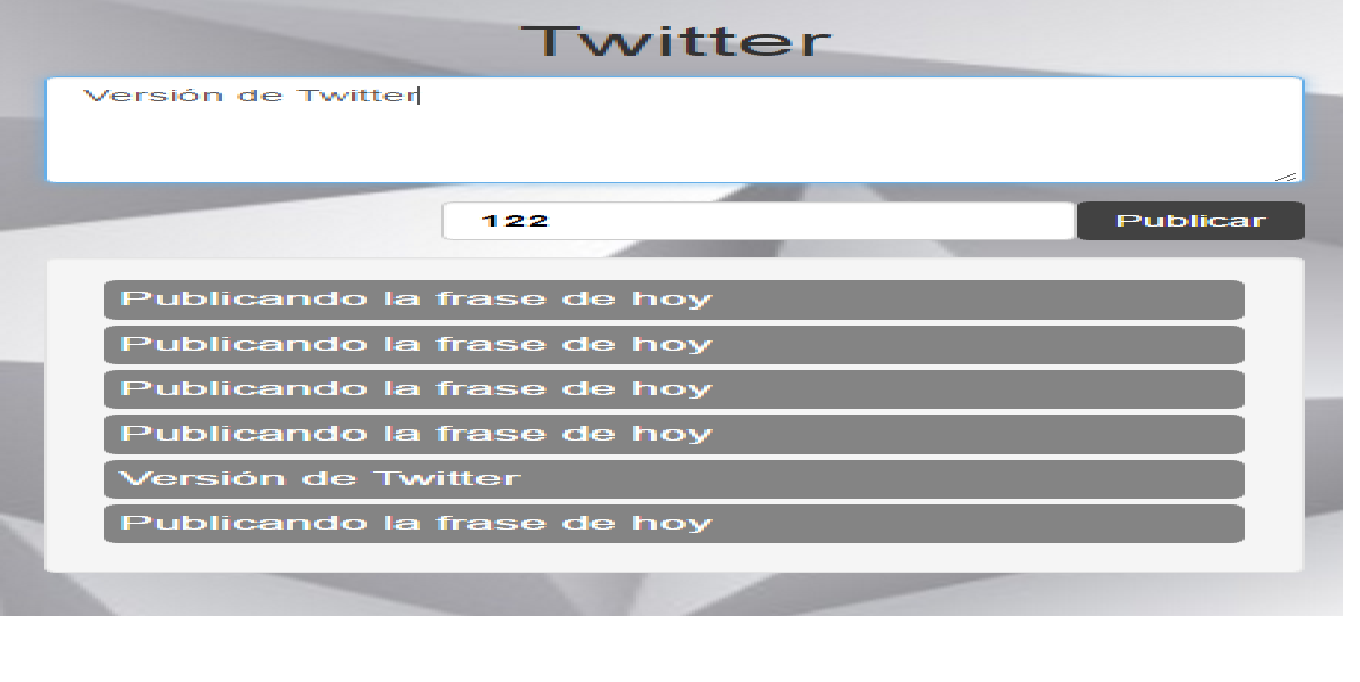 Twitter
Versión de Twitter
122
Publicar
Publicando la frase de hoy
Publicando la frase de hoy
Publicando la frase de hoy
Publicando la frase de hoy
Versión de Twitter
Publicando la frase de hoy